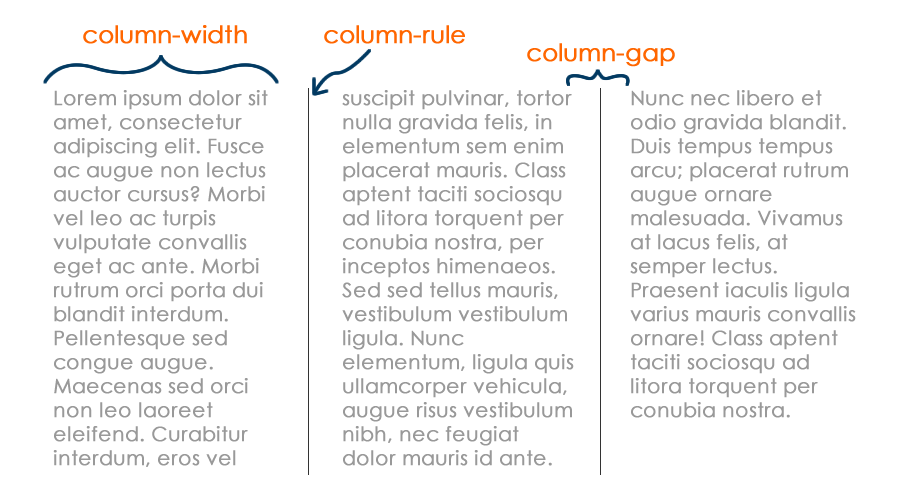 column-width
column-rule
column-gap
Lorem ipsum dolor sit
amet, consectetur
adipiscing elit. Fusce
ac augue non lectus
auctor cursus? Morbi
vel leo ac turpis
vulputate convallis
eget ac ante. Morbi
rutrum orci porta dui
blandit interdum.
Pellentesque sed
congue augue.
Maecenas sed orci
non leo laoreet
eleifend. Curabitur
interdum, eros vel
suscipit pulvinar, tortor
nulla gravida felis, in
elementum sem enim
placerat mauris. Class
aptent taciti sociosqu
ad litora torquent per
conubia nostra, per
inceptos himenaeos.
Sed sed tellus mauris,
vestibulum vestibulum
ligula. Nunc
elementum, ligula quis
ullamcorper vehicula,
augue risus vestibulum
nibh, nec feugiat
dolor mauris id ante.
Nunc nec libero et
odio gravida blandit.
Duis tempus tempus
arcu; placerat rutrum
augue ornare
malesuada. Vivamus
at lacus felis, at
semper lectus.
Praesent iaculis ligula
varius mauris convallis
ornare! Class aptent
taciti sociosqu ad
litora torquent per
conubia nostra.